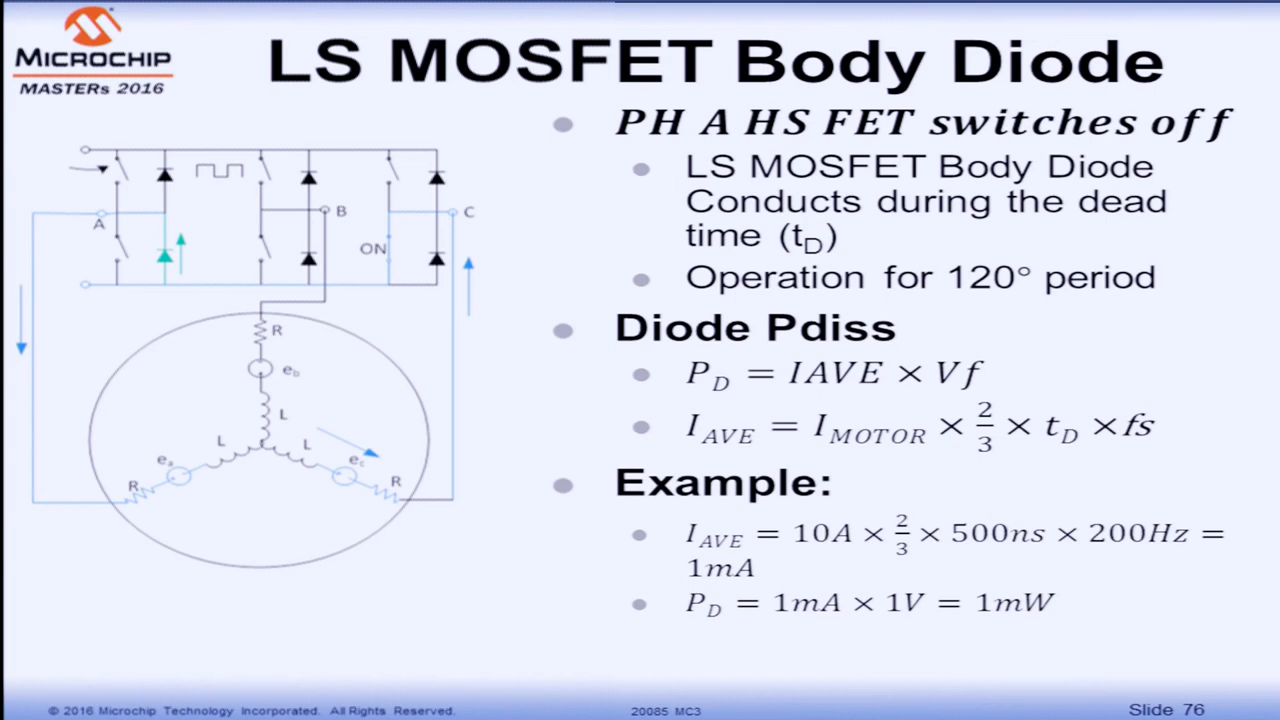 MICROCHIP
MASTERs 2016
LS MOSFET Body Diode
PH A HS FET switches off
LS MOSFET Body Diode
Conducts during the dead
time (t_D)
Operation for 120° period
Diode Pdiss
P_D = IAVE × Vf
I_AVE = I_MOTOR × 2/3 × t_D × fs
Example:
I_AVE = 10A × 2/3 × 500ns × 200Hz =
1mA
P_D = 1mA × 1V = 1mW
A
B
C
ON
R
e_b
L
L
L
e_a
e_c
R
R
© 2016 Microchip Technology Incorporated. All Rights Reserved.
20085 MC3
Slide 76